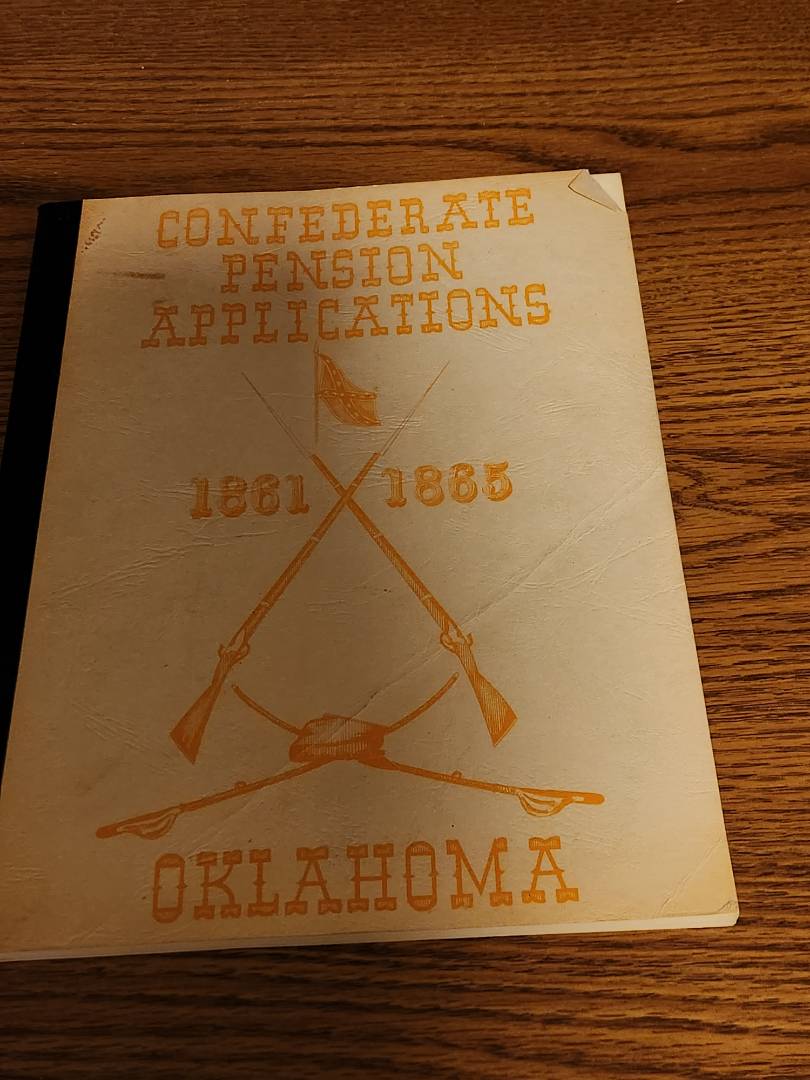 CONFEDERATE
PENSION
APPLICATIONS
1861 1865
OKLAHOMA